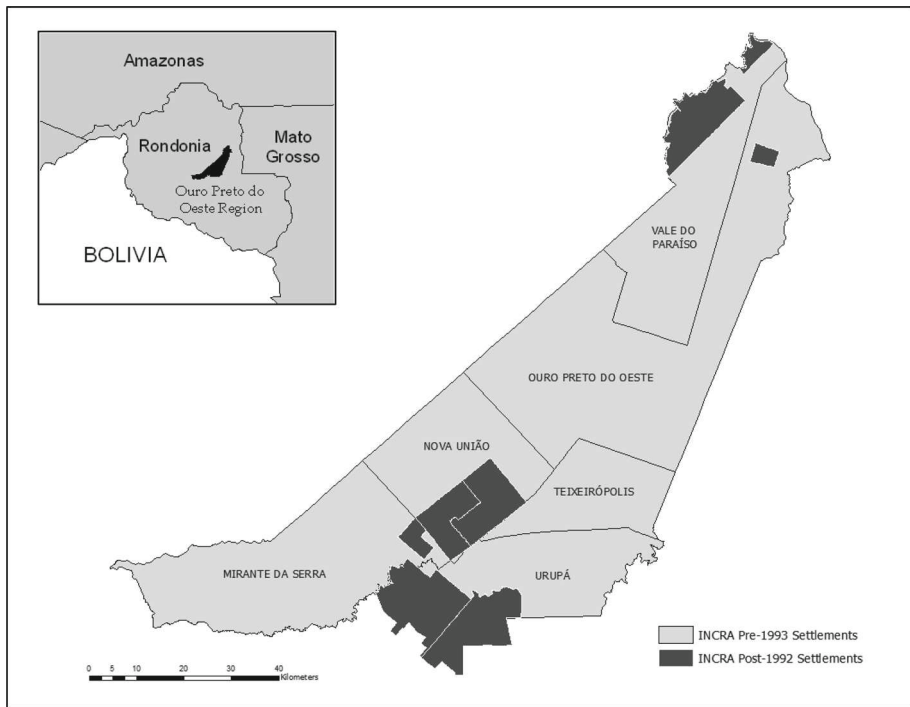 Amazonas
Rondonia
Mato
Grosso
Ouro Preto do
Oeste Region
BOLIVIA
VALE DO
PARAÍSO
OURO PRETO DO OESTE
NOVA UNIÃO
TEIXEIRÓPOLIS
MIRANTE DA SERRA
URUPÁ
INCRA Pre-1993 Settlements
INCRA Post-1992 Settlements
0 5 10 20 30 40
Kilometers